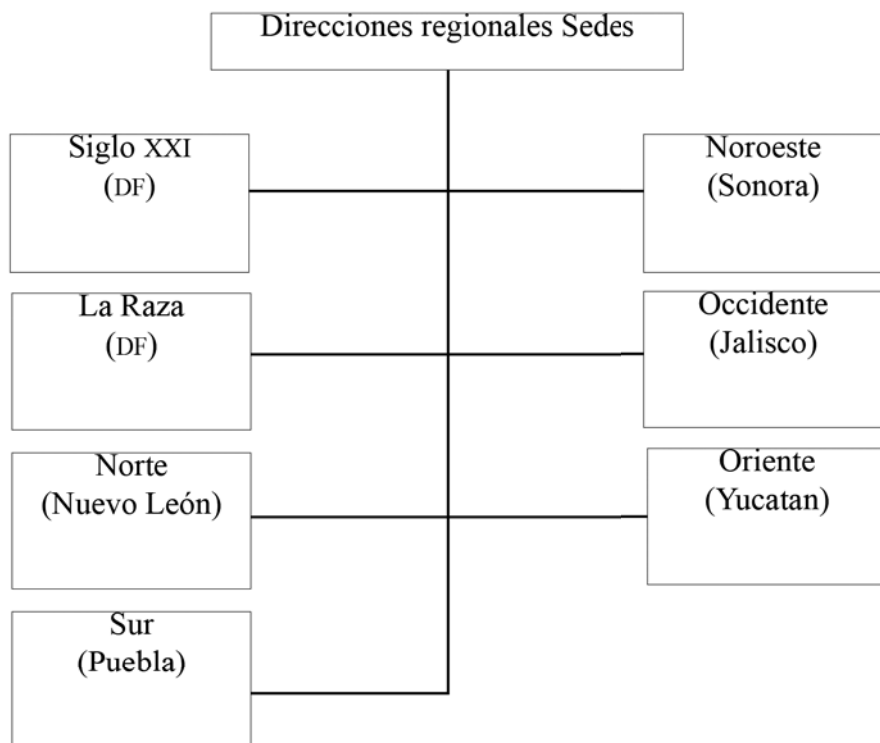 Direcciones regionales Sedes
Siglo XXI
(DF)
Noroeste
(Sonora)
La Raza
(DF)
Occidente
(Jalisco)
Norte
(Nuevo León)
Oriente
(Yucatan)
Sur
(Puebla)